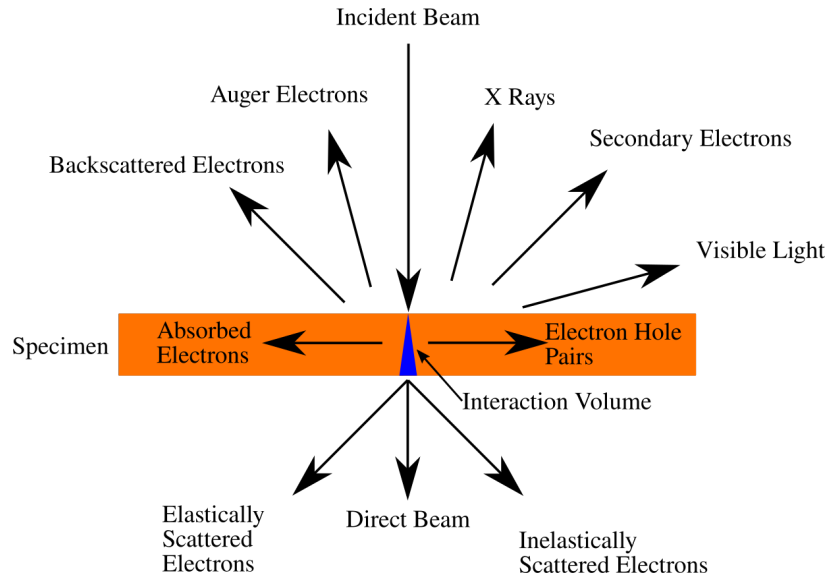 Incident Beam
Auger Electrons
X Rays
Secondary Electrons
Backscattered Electrons
Visible Light
Specimen
Absorbed
Electrons
Electron Hole
Pairs
Interaction Volume
Elastically
Scattered
Electrons
Direct Beam
Inelastically
Scattered Electrons